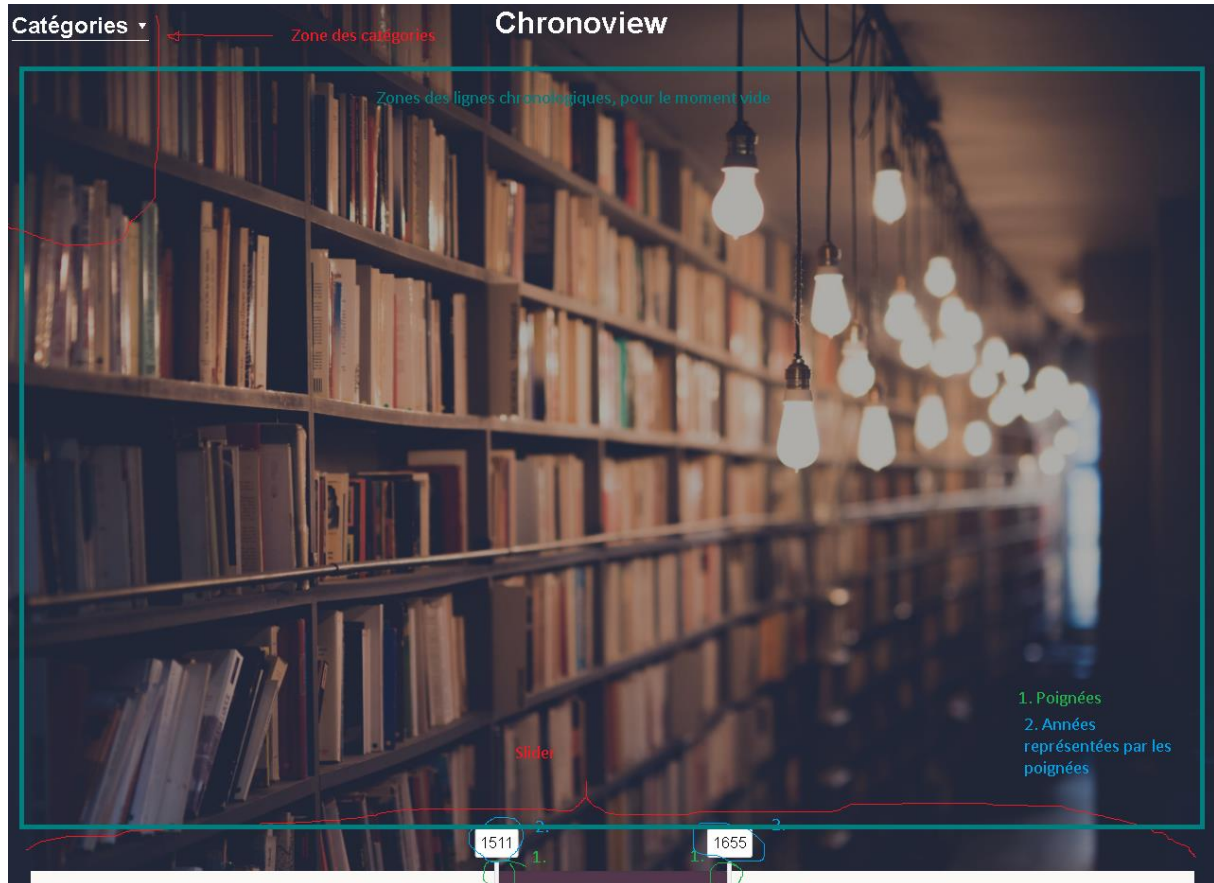 Catégories ▾
Chronoview
Zone des catégories
Zones des lignes chronologiques, pour le moment vide
1. Poignées
2. Années
représentées par les
poignées
Slider
2.
2.
1511
1655
1.
1.